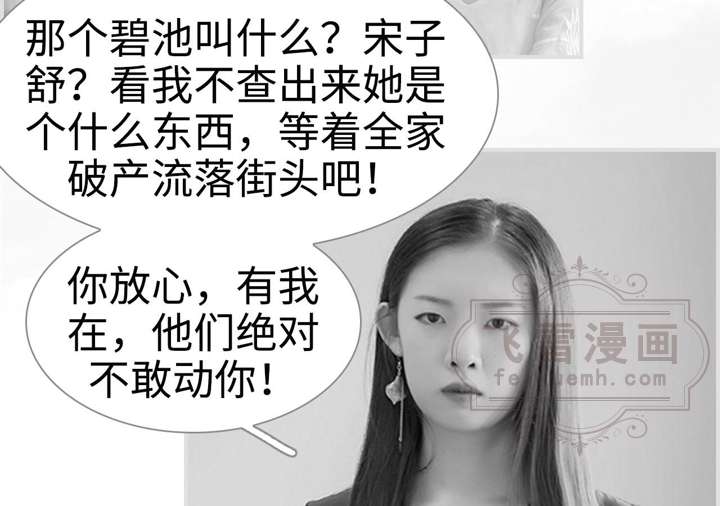 那个碧池叫什么？宋子
舒？看我不查出来她是
个什么东西，等着全家
破产流落街头吧！
你放心，有我
在，他们绝对
不敢动你！
飞雪漫画
feixuemh.com